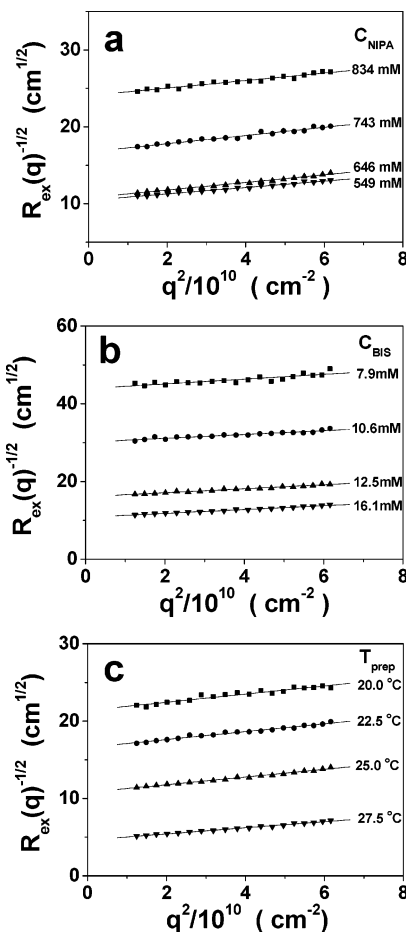 a
C_NIPA
30
834 mM
20
743 mM
646 mM
549 mM
10
R_ex(q)^-1/2 (cm^1/2)
0 2 4 6 8
q^2/10^10 ( cm^-2 )
b
C_BIS
60
7.9mM
40
10.6mM
20
12.5mM
16.1mM
0
R_ex(q)^-1/2 (cm^1/2)
0 2 4 6 8
q^2/10^10 ( cm^-2 )
c
T_prep
30
20.0 °C
20
22.5 °C
25.0 °C
10
27.5 °C
0
R_ex(q)^-1/2 (cm^1/2)
0 2 4 6 8
q^2/10^10 ( cm^-2 )